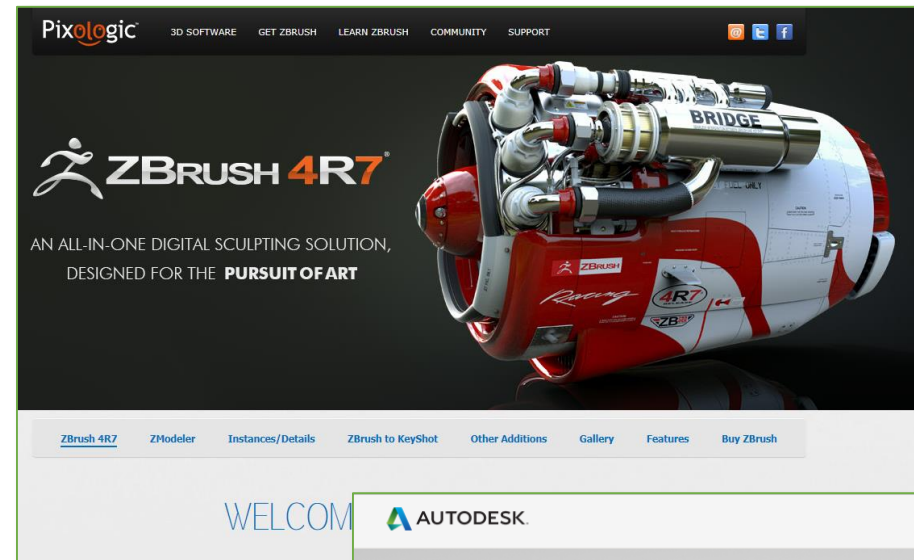 Pixologic
3D SOFTWARE GET ZBRUSH LEARN ZBRUSH COMMUNITY SUPPORT
BRIDGE
ZBRUSH 4R7
AN ALL-IN-ONE DIGITAL SCULPTING SOLUTION,
DESIGNED FOR THE PURSUIT OF ART
ZBRUSH
Racing
4R7
ZBrush 4R7 ZModeler Instances/Details ZBrush to KeyShot Other Additions Gallery Features Buy ZBrush
WELCOM
AUTODESK.